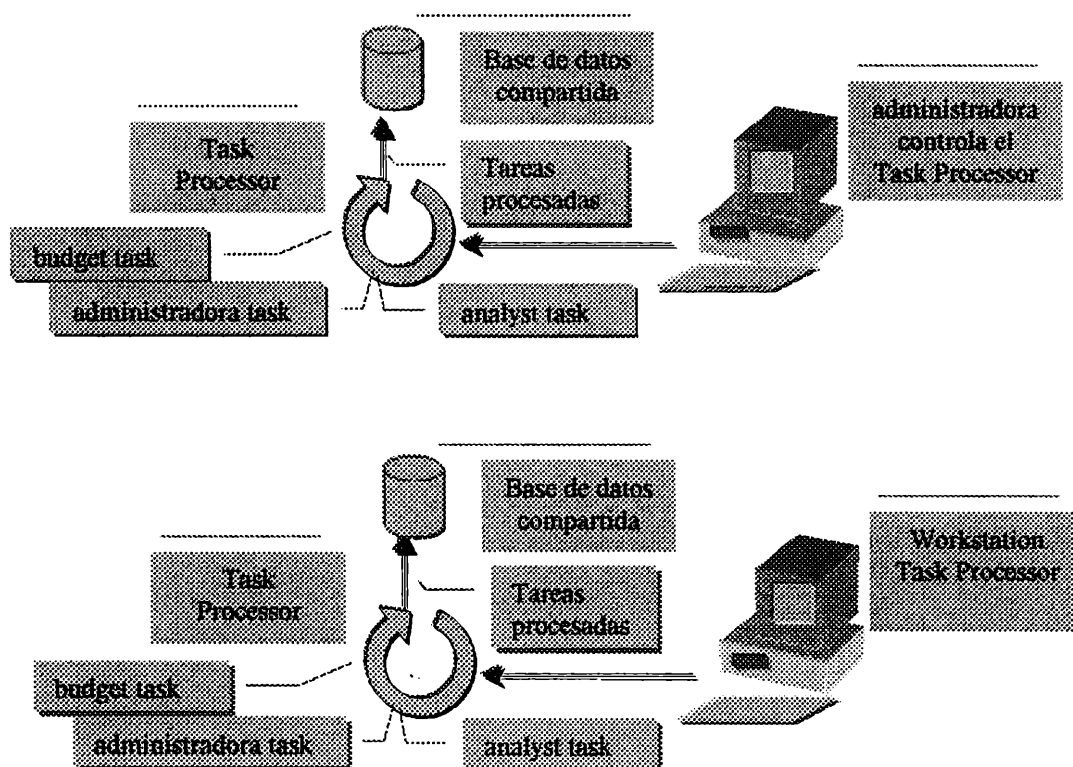 Base de datos
compartida
administradora
controla el
Task Processor
Task
Processor
Tareas
procesadas
budget task
administradora task
analyst task
Base de datos
compartida
Workstation
Task Processor
Task
Processor
Tareas
procesadas
budget task
administradora task
analyst task